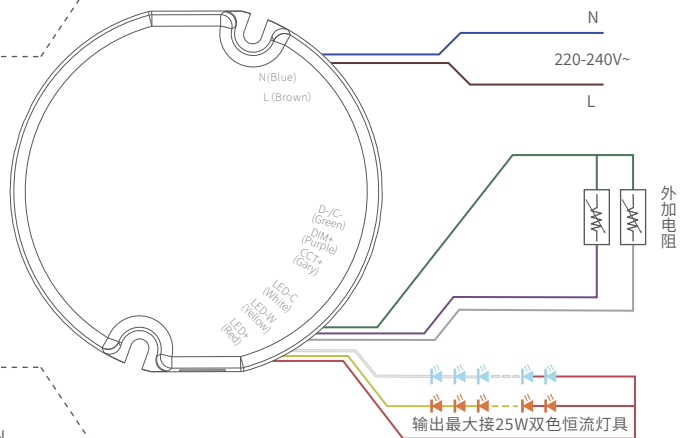 N
N(Blue)
220-240V~
L (Brown)
L
D-/C-
(Green)
DIM+
(Purple)
CCT+
(Gary)
外加电阻
LED-C
(White)
LED-W
(Yellow)
LED+
(Red)
输出最大接25W双色恒流灯具